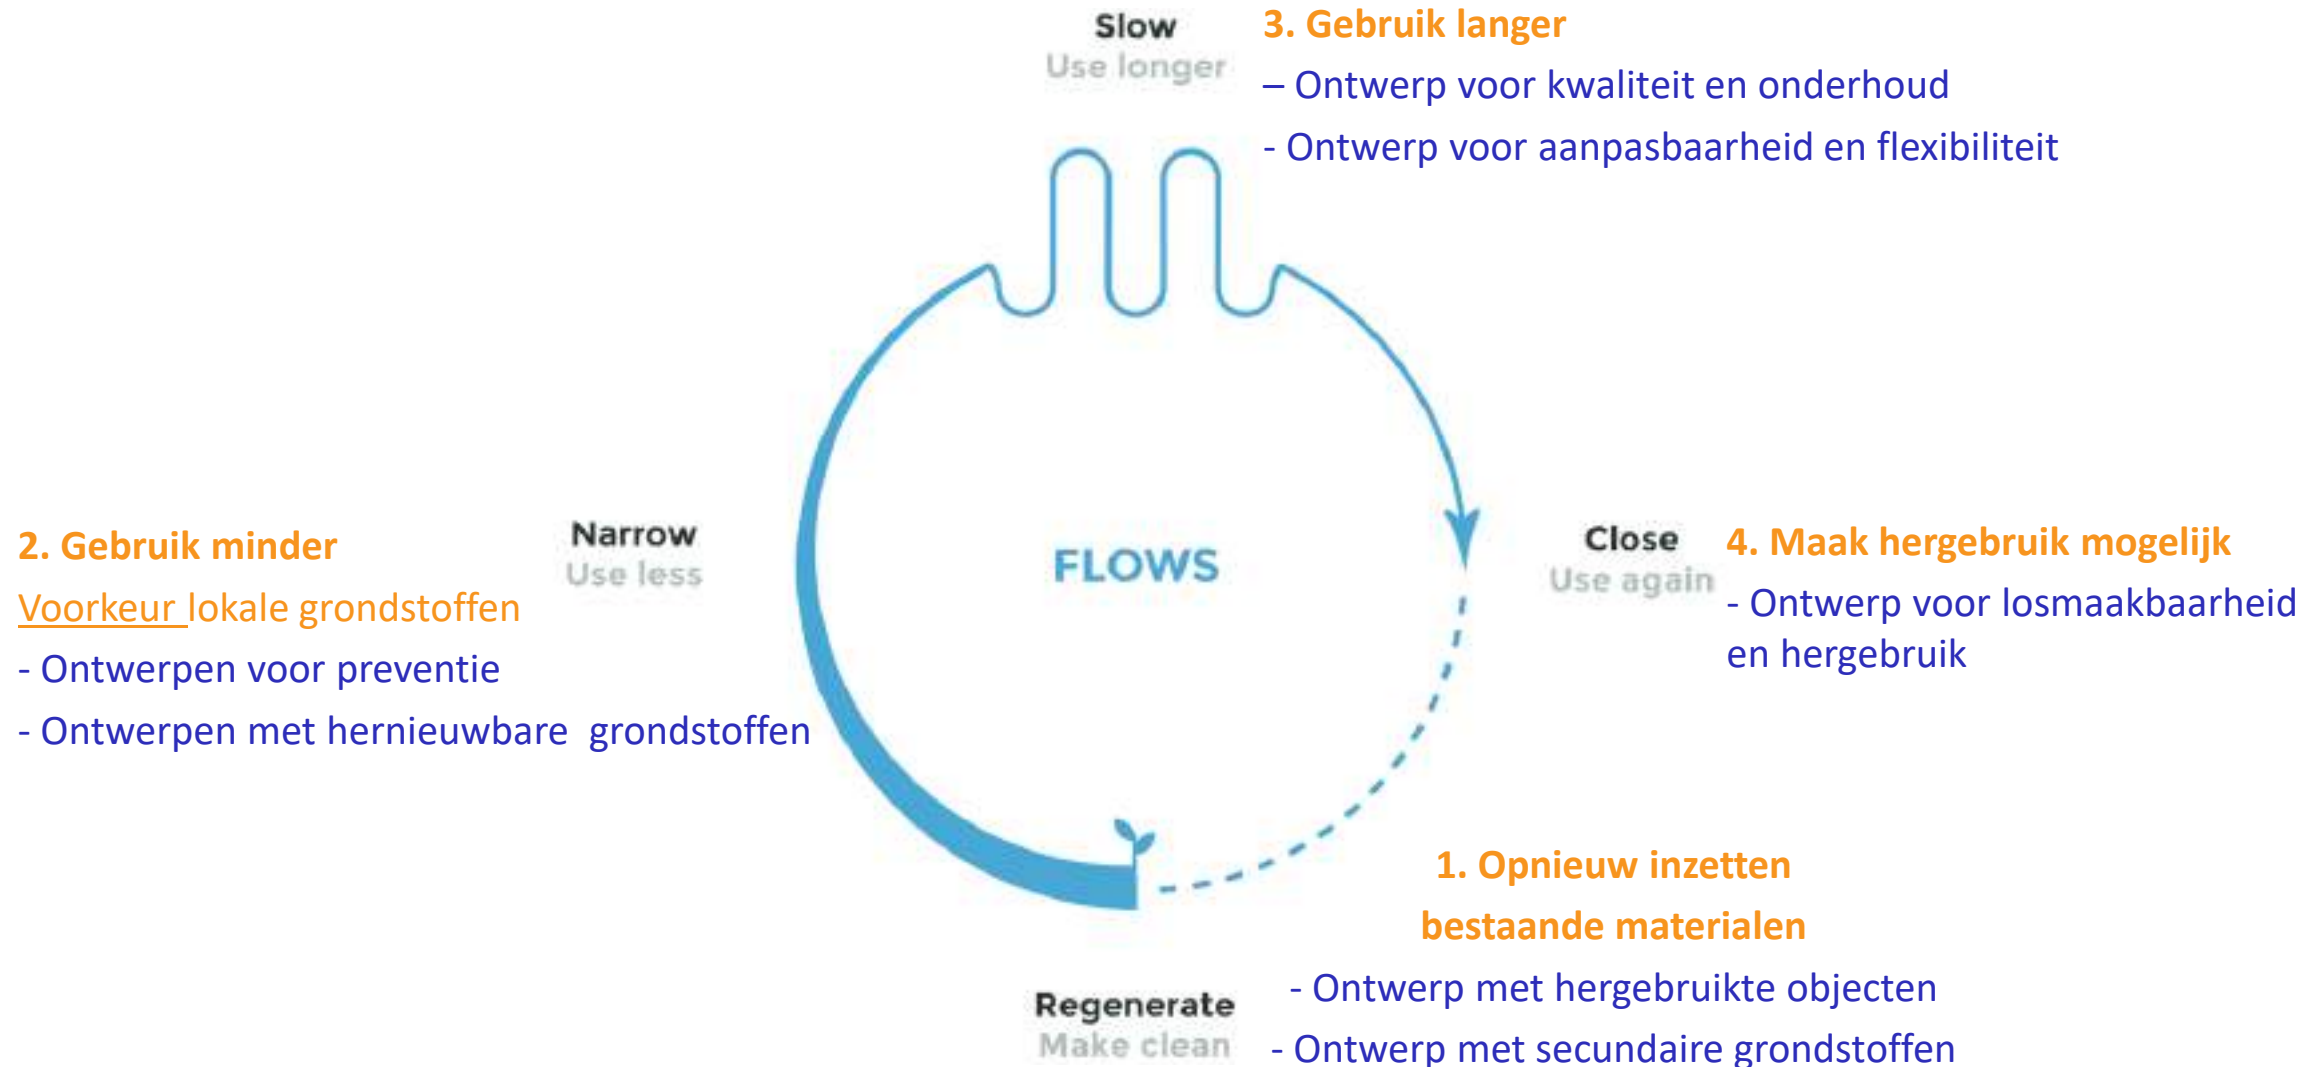 Slow
Use longer
3. Gebruik langer
– Ontwerp voor kwaliteit en onderhoud
- Ontwerp voor aanpasbaarheid en flexibiliteit
2. Gebruik minder
Voorkeur lokale grondstoffen
- Ontwerpen voor preventie
- Ontwerpen met hernieuwbare  grondstoffen
Narrow
Use less
FLOWS
Close
Use again
4. Maak hergebruik mogelijk
- Ontwerp voor losmaakbaarheid
en hergebruik
1. Opnieuw inzetten
bestaande materialen
- Ontwerp met hergebruikte objecten
- Ontwerp met secundaire grondstoffen
Regenerate
Make clean